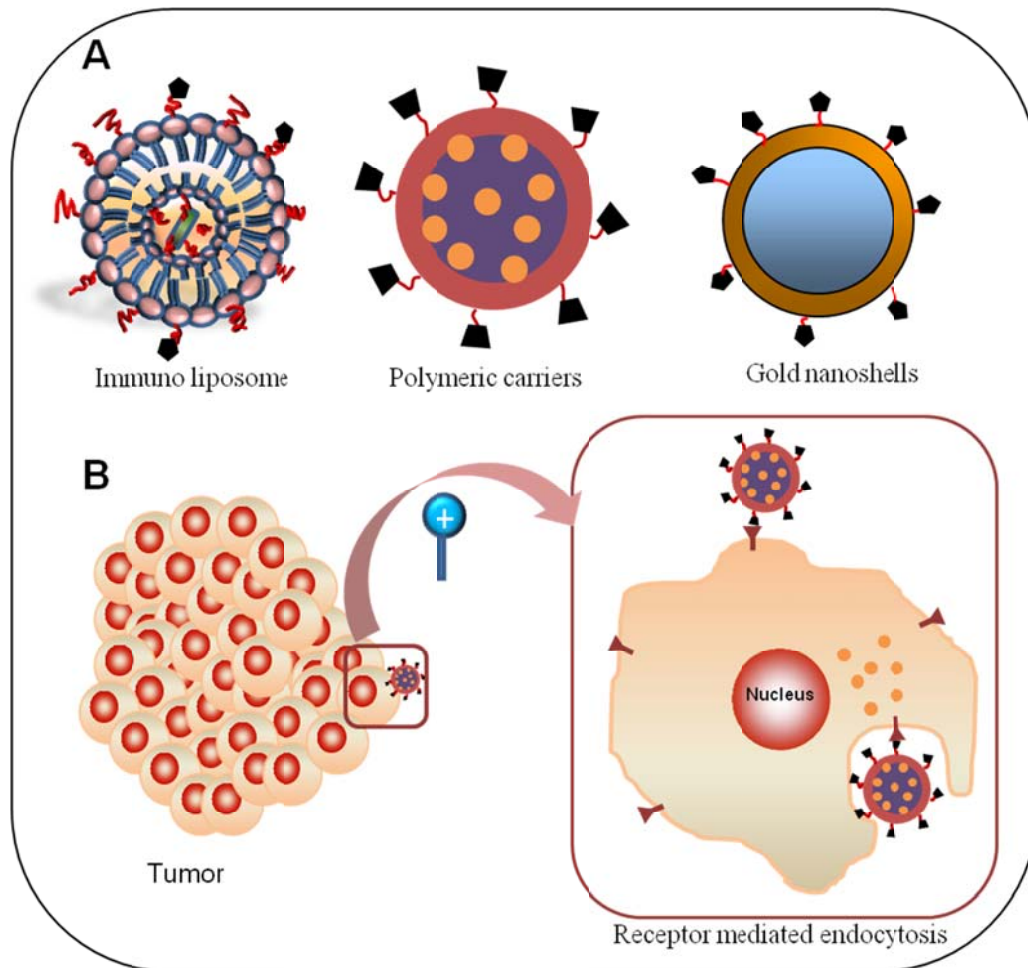 A
Immuno liposome
Polymeric carriers
Gold nanoshells
B
+
Nucleus
Tumor
Receptor mediated endocytosis